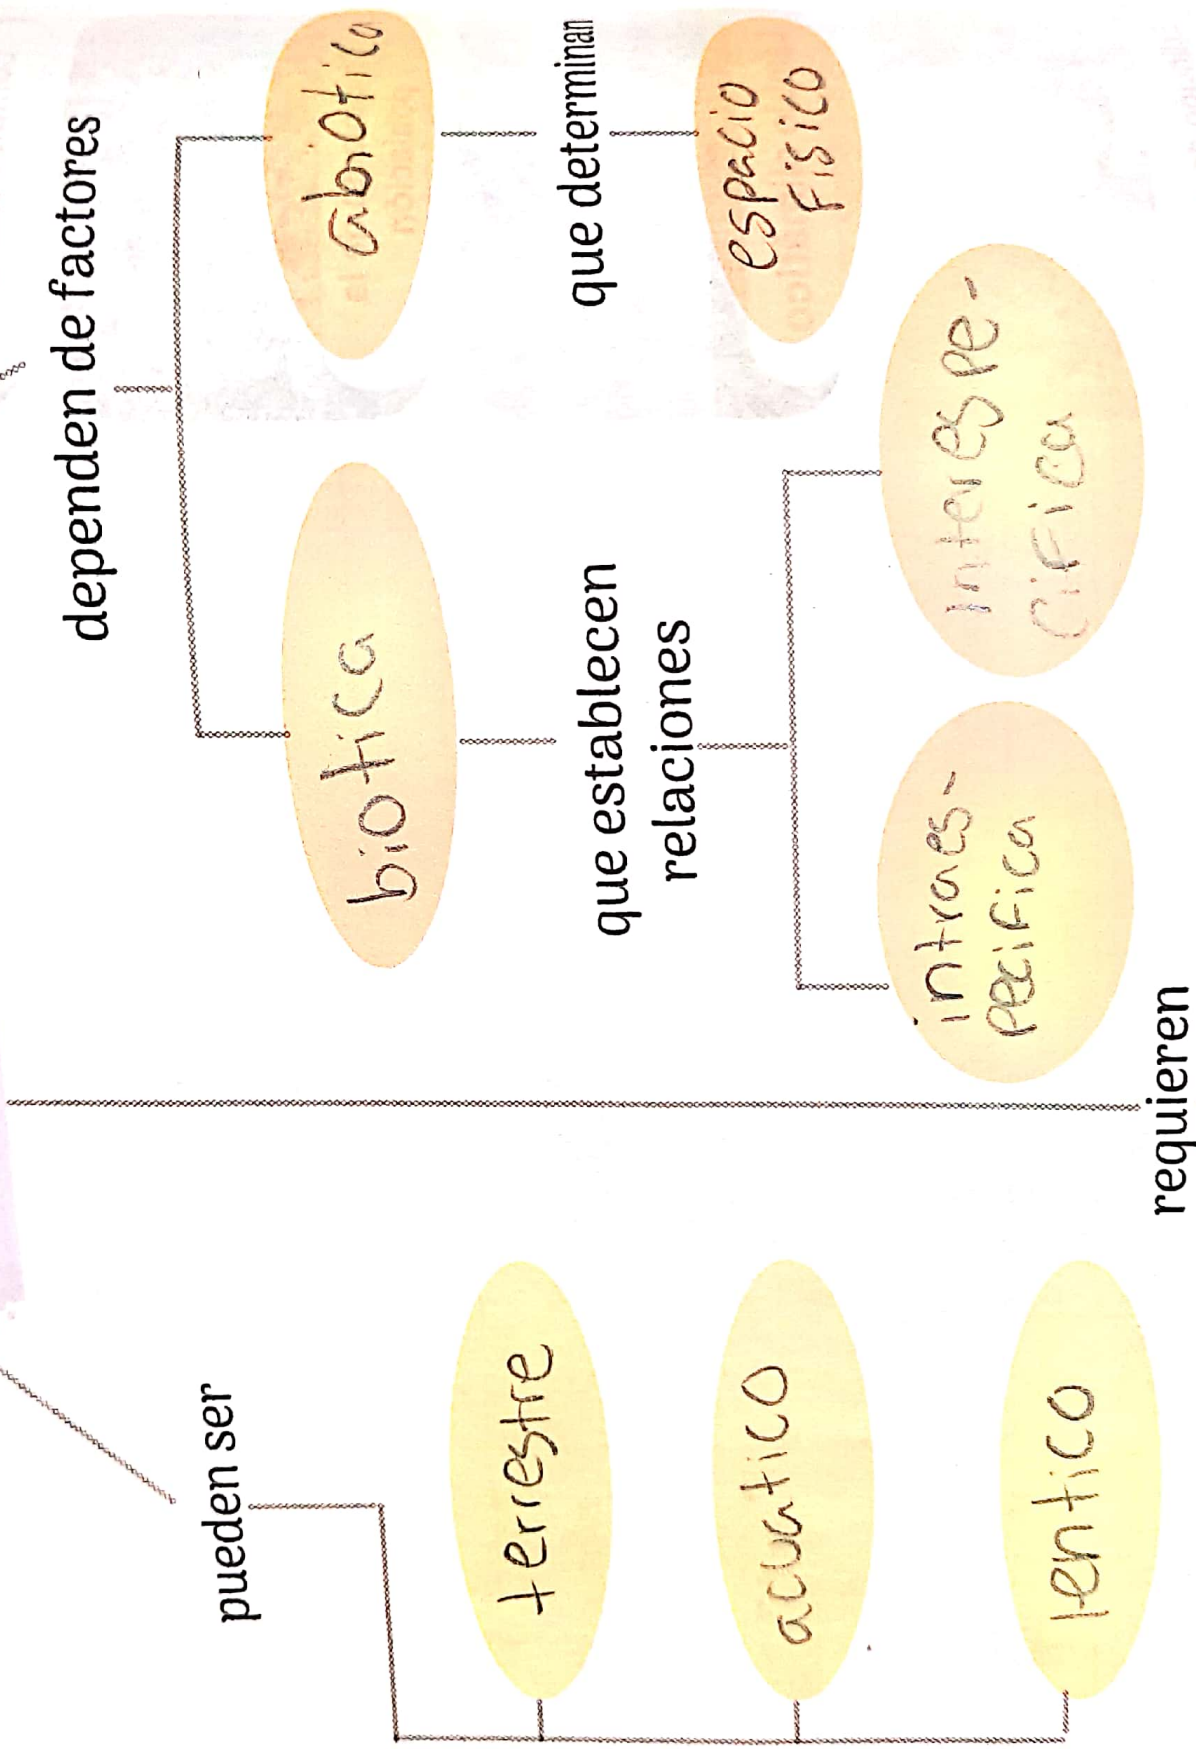 dependen de factores
biotica
abiotica
que establecen
relaciones
que determinan
espacio
fisico
intraes-
pecifica
Interespe-
cifica
pueden ser
terrestre
acuatico
lentico
requieren